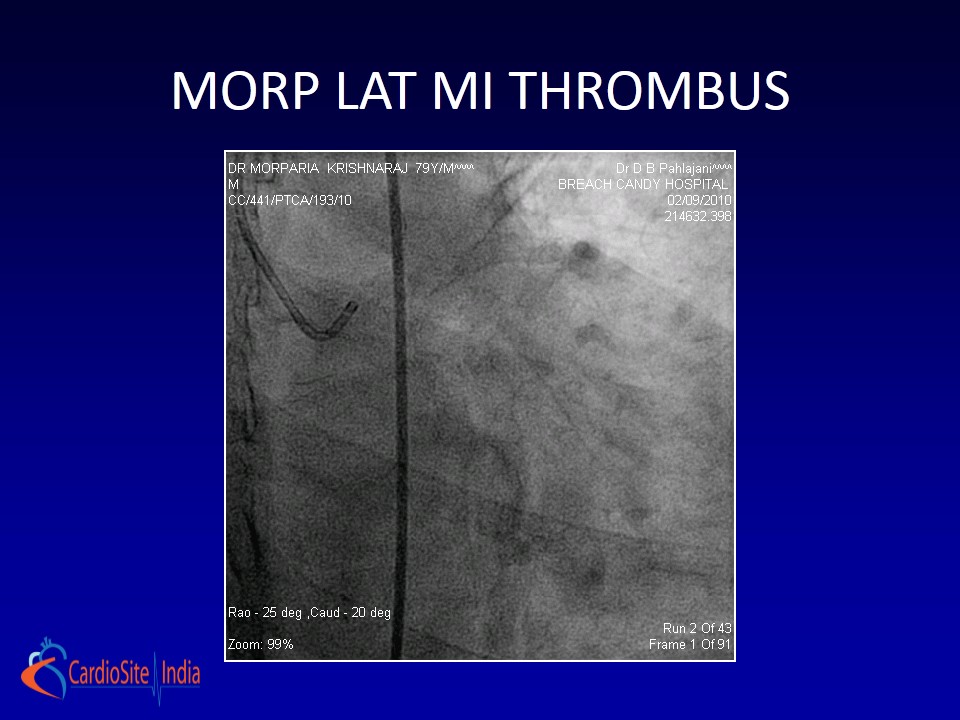 MORP LAT MI THROMBUS
DR MORPARIA KRISHNARAJ 79Y/M^^^^
M
CC/441/PTCA/193/10
Dr D B Pahlajani^^^^
BREACH CANDY HOSPITAL
02/09/2010
214632.398
Rao - 25 deg ,Caud - 20 deg
Zoom: 99%
Run 2 Of 43
Frame 1 Of 91
CardioSite India